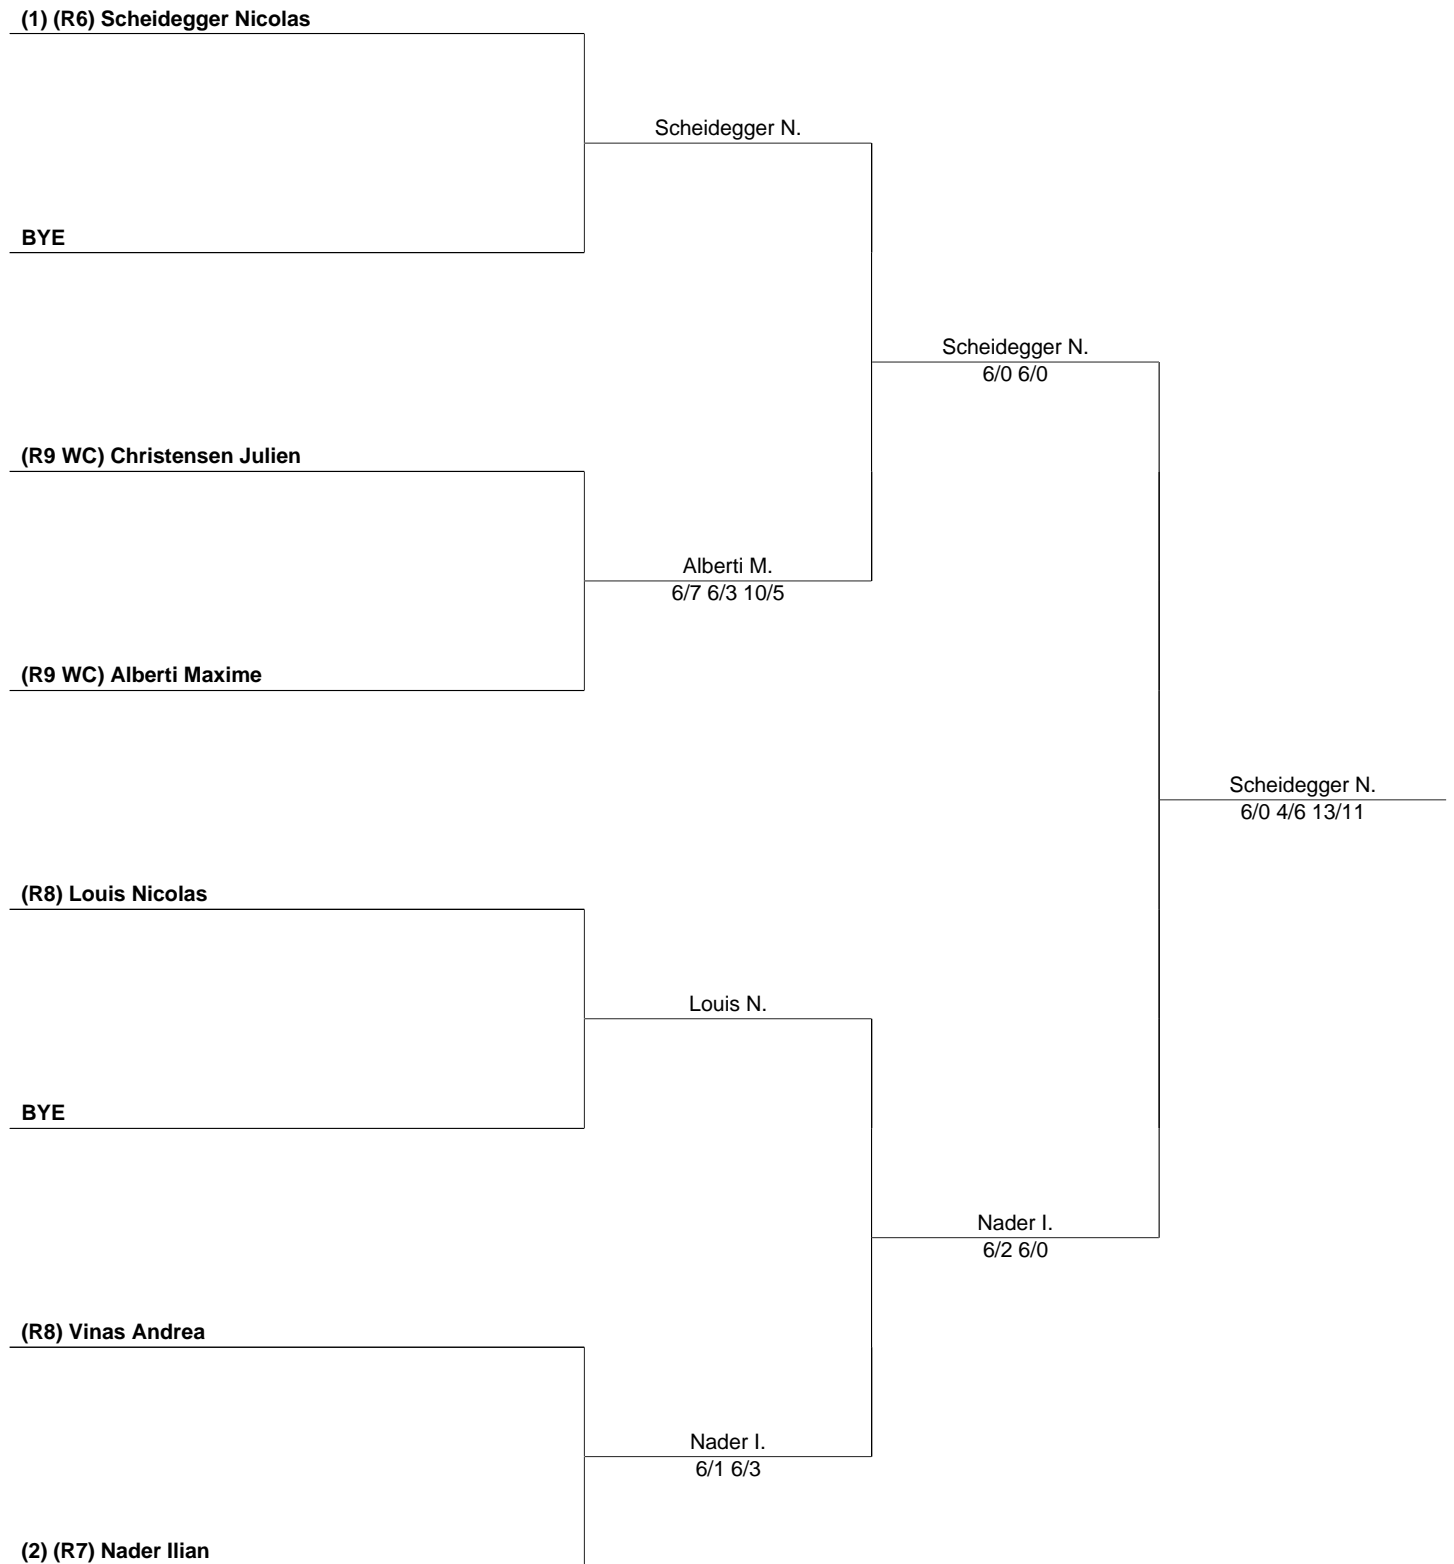 (1) (R6) Scheidegger Nicolas
Scheidegger N.
BYE
Scheidegger N.
6/0 6/0
(R9 WC) Christensen Julien
Alberti M.
6/7 6/3 10/5
(R9 WC) Alberti Maxime
Scheidegger N.
6/0 4/6 13/11
(R8) Louis Nicolas
Louis N.
BYE
Nader I.
6/2 6/0
(R8) Vinas Andrea
Nader I.
6/1 6/3
(2) (R7) Nader Ilian